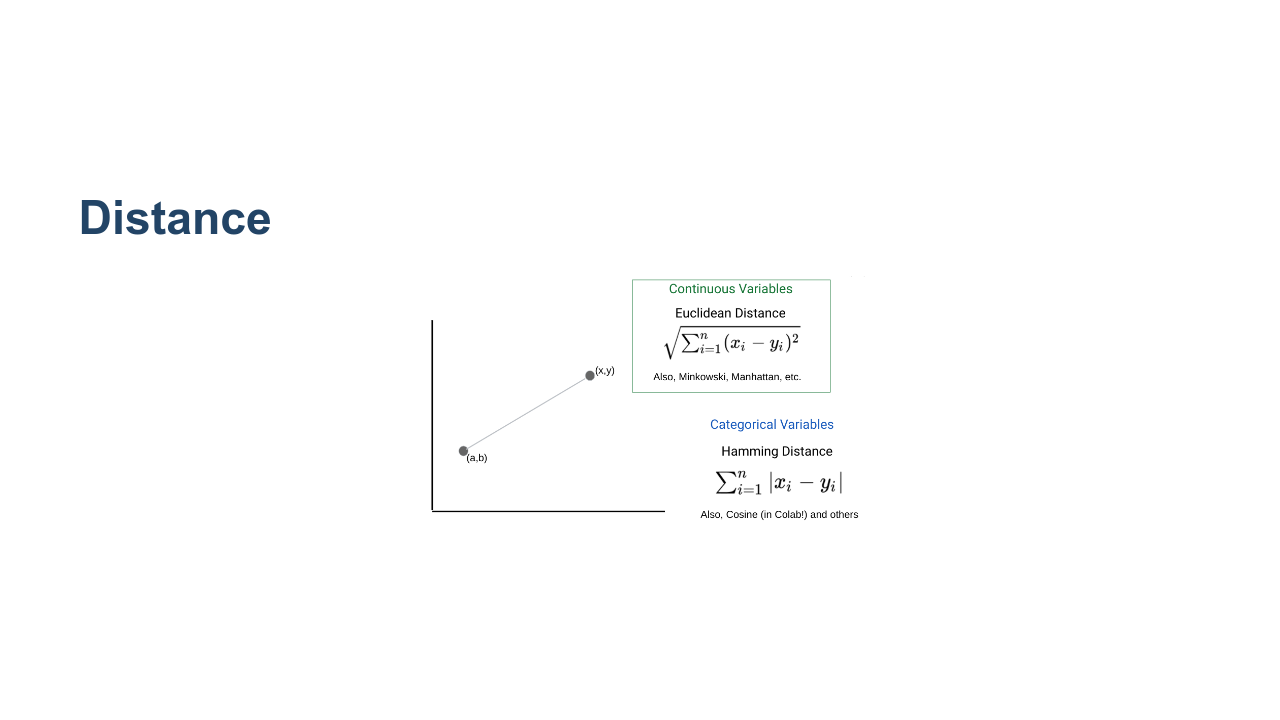 Distance
Continuous Variables
Euclidean Distance
√∑ⁿᵢ₌₁(xᵢ − yᵢ)²
Also, Minkowski, Manhattan, etc.
(x,y)
(a,b)
Categorical Variables
Hamming Distance
∑ⁿᵢ₌₁ |xᵢ − yᵢ|
Also, Cosine (in Colab!) and others